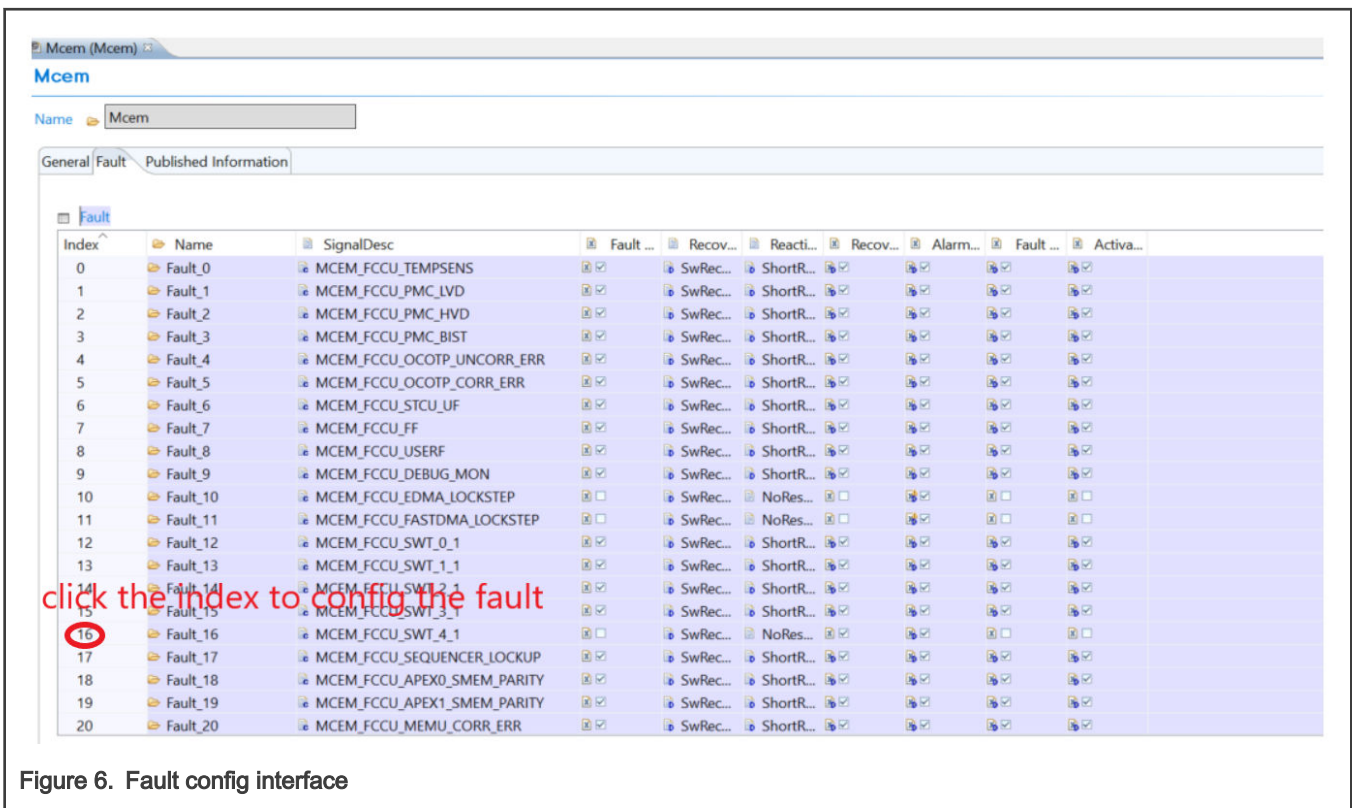 Mcem (Mcem)
Mcem
Name Mcem
General Fault Published Information
Fault
Index Name SignalDesc Fault ... Recov... Reacti... Recov... Alarm... Fault ... Activa...
0 Fault_0 MCEM_FCCU_TEMPSENS SwRec... ShortR...
1 Fault_1 MCEM_FCCU_PMC_LVD SwRec... ShortR...
2 Fault_2 MCEM_FCCU_PMC_HVD SwRec... ShortR...
3 Fault_3 MCEM_FCCU_PMC_BIST SwRec... ShortR...
4 Fault_4 MCEM_FCCU_OCOTP_UNCORR_ERR SwRec... ShortR...
5 Fault_5 MCEM_FCCU_OCOTP_CORR_ERR SwRec... ShortR...
6 Fault_6 MCEM_FCCU_STCU_UF SwRec... ShortR...
7 Fault_7 MCEM_FCCU_FF SwRec... ShortR...
8 Fault_8 MCEM_FCCU_USERF SwRec... ShortR...
9 Fault_9 MCEM_FCCU_DEBUG_MON SwRec... ShortR...
10 Fault_10 MCEM_FCCU_EDMA_LOCKSTEP SwRec... NoRes...
11 Fault_11 MCEM_FCCU_FASTDMA_LOCKSTEP SwRec... NoRes...
12 Fault_12 MCEM_FCCU_SWT_0_1 SwRec... ShortR...
13 Fault_13 MCEM_FCCU_SWT_1_1 SwRec... ShortR...
14 Fault_14 MCEM_FCCU_SWT_2_1 SwRec... ShortR...
click the index to config the fault
15 Fault_15 MCEM_FCCU_SWT_3_1 SwRec... ShortR...
16 Fault_16 MCEM_FCCU_SWT_4_1 SwRec... NoRes...
17 Fault_17 MCEM_FCCU_SEQUENCER_LOCKUP SwRec... ShortR...
18 Fault_18 MCEM_FCCU_APEX0_SMEM_PARITY SwRec... ShortR...
19 Fault_19 MCEM_FCCU_APEX1_SMEM_PARITY SwRec... ShortR...
20 Fault_20 MCEM_FCCU_MEMU_CORR_ERR SwRec... ShortR...
Figure 6. Fault config interface